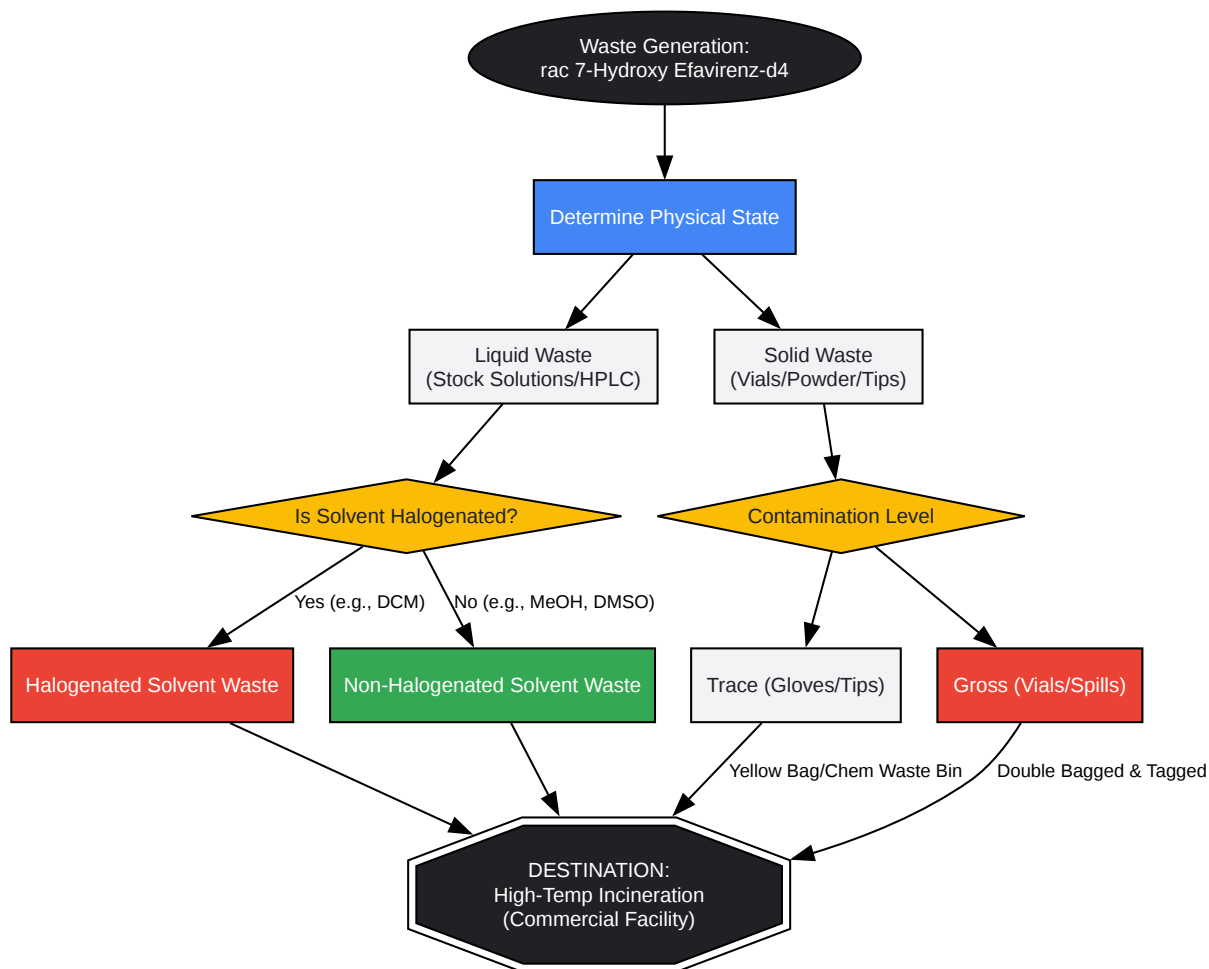 Waste Generation:
rac 7-Hydroxy Efavirenz-d4
Determine Physical State
Liquid Waste
(Stock Solutions/HPLC)
Solid Waste
(Vials/Powder/Tips)
Is Solvent Halogenated?
Contamination Level
Yes (e.g., DCM)
No (e.g., MeOH, DMSO)
Halogenated Solvent Waste
Non-Halogenated Solvent Waste
Trace (Gloves/Tips)
Gross (Vials/Spills)
Yellow Bag/Chem Waste Bin
Double Bagged & Tagged
DESTINATION:
High-Temp Incineration
(Commercial Facility)